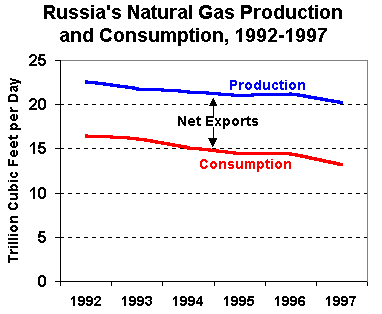 Russia's Natural Gas Production
and Consumption, 1992-1997
Trillion Cubic Feet per Day
25
20
15
10
5
0
Production
Net Exports
Consumption
1992 1993 1994 1995 1996 1997